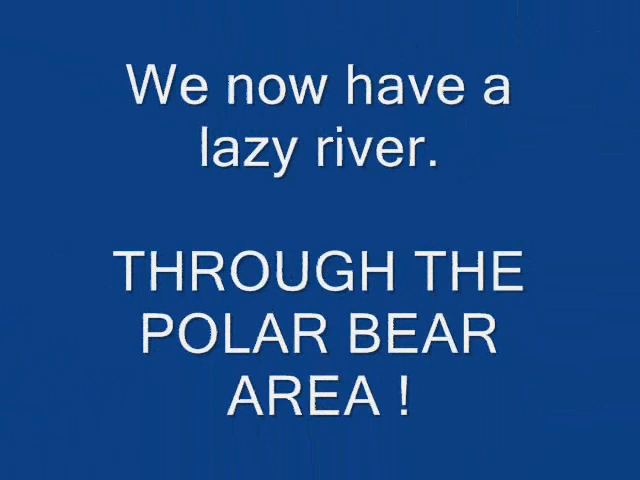 We now have a
lazy river.
THROUGH THE
POLAR BEAR
AREA !